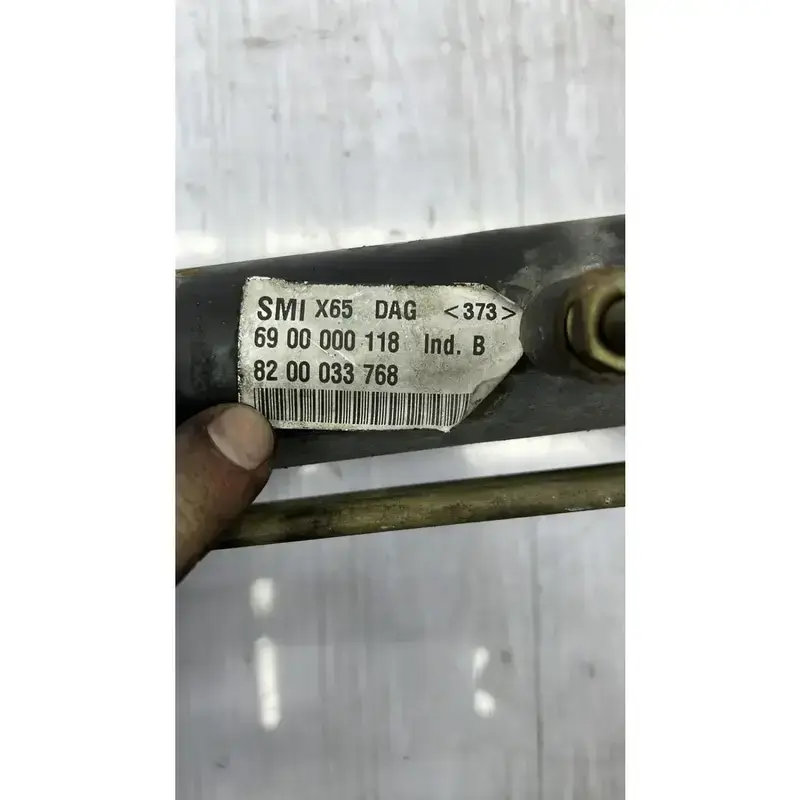 SMI X65 DAG <373>
69 00 000 118 Ind. B
82 00 033 768